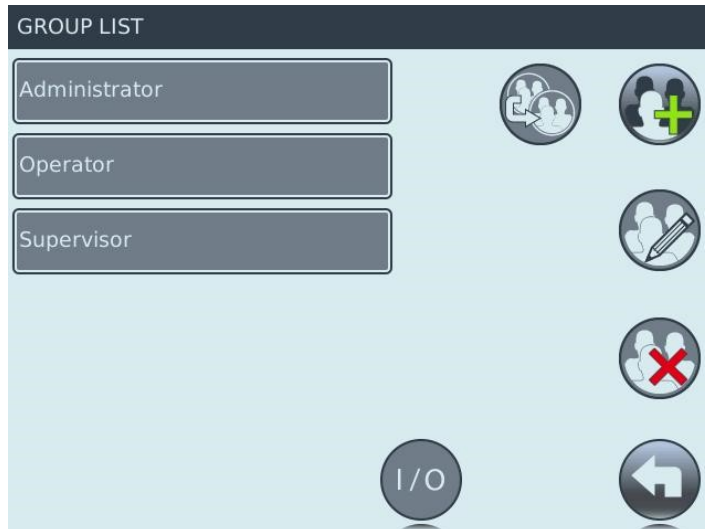 GROUP LIST
Administrator
Operator
Supervisor
I/O